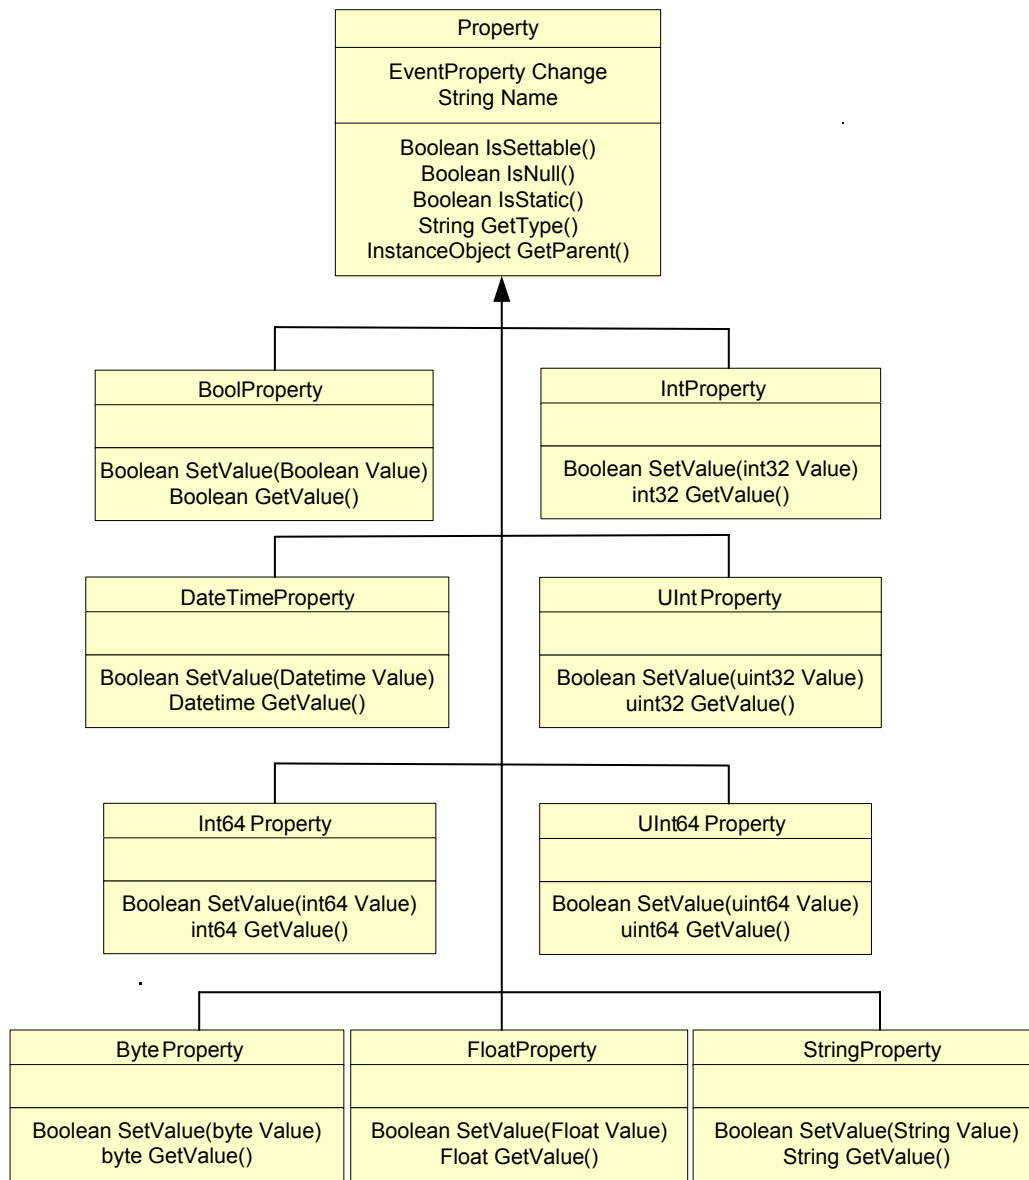 Property
EventProperty Change
String Name
Boolean IsSettable()
Boolean IsNull()
Boolean IsStatic()
String GetType()
InstanceObject GetParent()
BoolProperty
Boolean SetValue(Boolean Value)
Boolean GetValue()
IntProperty
Boolean SetValue(int32 Value)
int32 GetValue()
DateTimeProperty
Boolean SetValue(Datetime Value)
Datetime GetValue()
UInt Property
Boolean SetValue(uint32 Value)
uint32 GetValue()
Int64 Property
Boolean SetValue(int64 Value)
int64 GetValue()
UInt64 Property
Boolean SetValue(uint64 Value)
uint64 GetValue()
Byte Property
Boolean SetValue(byte Value)
byte GetValue()
FloatProperty
Boolean SetValue(Float Value)
Float GetValue()
StringProperty
Boolean SetValue(String Value)
String GetValue()